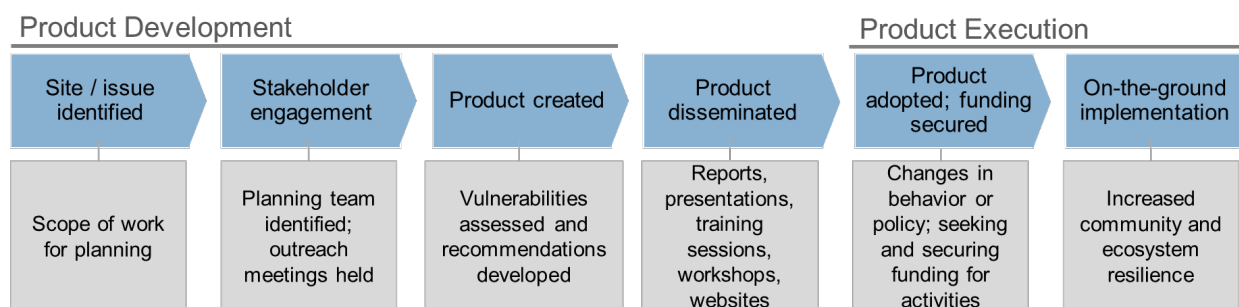 Product Development
Product Execution
Site / issue
identified
Stakeholder
engagement
Product created
Product
disseminated
Product
adopted; funding
secured
On-the-ground
implementation
Scope of work
for planning
Planning team
identified;
outreach
meetings held
Vulnerabilities
assessed and
recommendations
developed
Reports,
presentations,
training
sessions,
workshops,
websites
Changes in
behavior or
policy; seeking
and securing
funding for
activities
Increased
community and
ecosystem
resilience